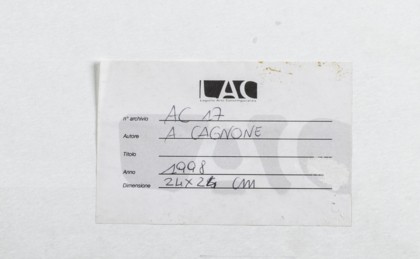 LAC
n° archivio AC 17
Autore A CAGNONE
Titolo
Anno 1998
Dimensione 24x24 cm